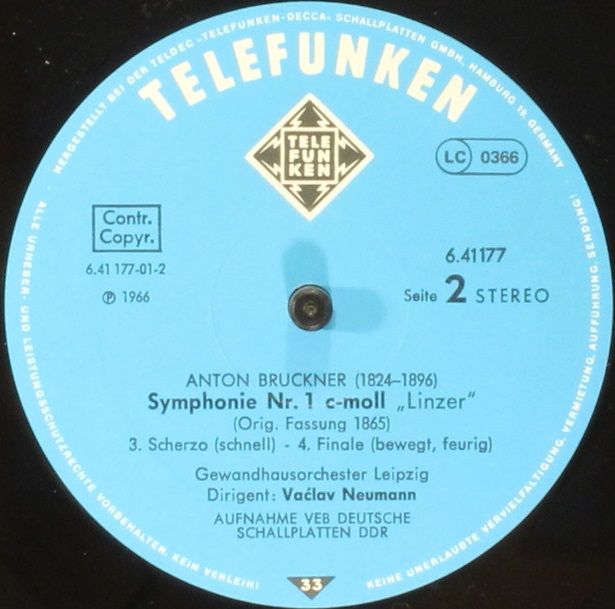 HERGESTELLT BEI DER TELDEC »TELEFUNKEN-DECCA« SCHALLPLATTEN GMBH, HAMBURG 19, GERMANY
TELEFUNKEN
TELE
FUN
KEN
LC 0366
Contr.
Copyr.
6.41 177-01-2
℗ 1966
6.41177
Seite 2 STEREO
ANTON BRUCKNER (1824–1896)
Symphonie Nr. 1 c-moll „Linzer“
(Orig. Fassung 1865)
3. Scherzo (schnell) - 4. Finale (bewegt, feurig)
Gewandhausorchester Leipzig
Dirigent: Vaćlav Neumann
AUFNAHME VEB DEUTSCHE
SCHALLPLATTEN DDR
33
ALLE URHEBER- UND LEISTUNGSSCHUTZRECHTE VORBEHALTEN. KEIN VERLEIH!
KEINE UNERLAUBTE VERVIELFÄLTIGUNG, VERMIETUNG, AUFFÜHRUNG, SENDUNG!